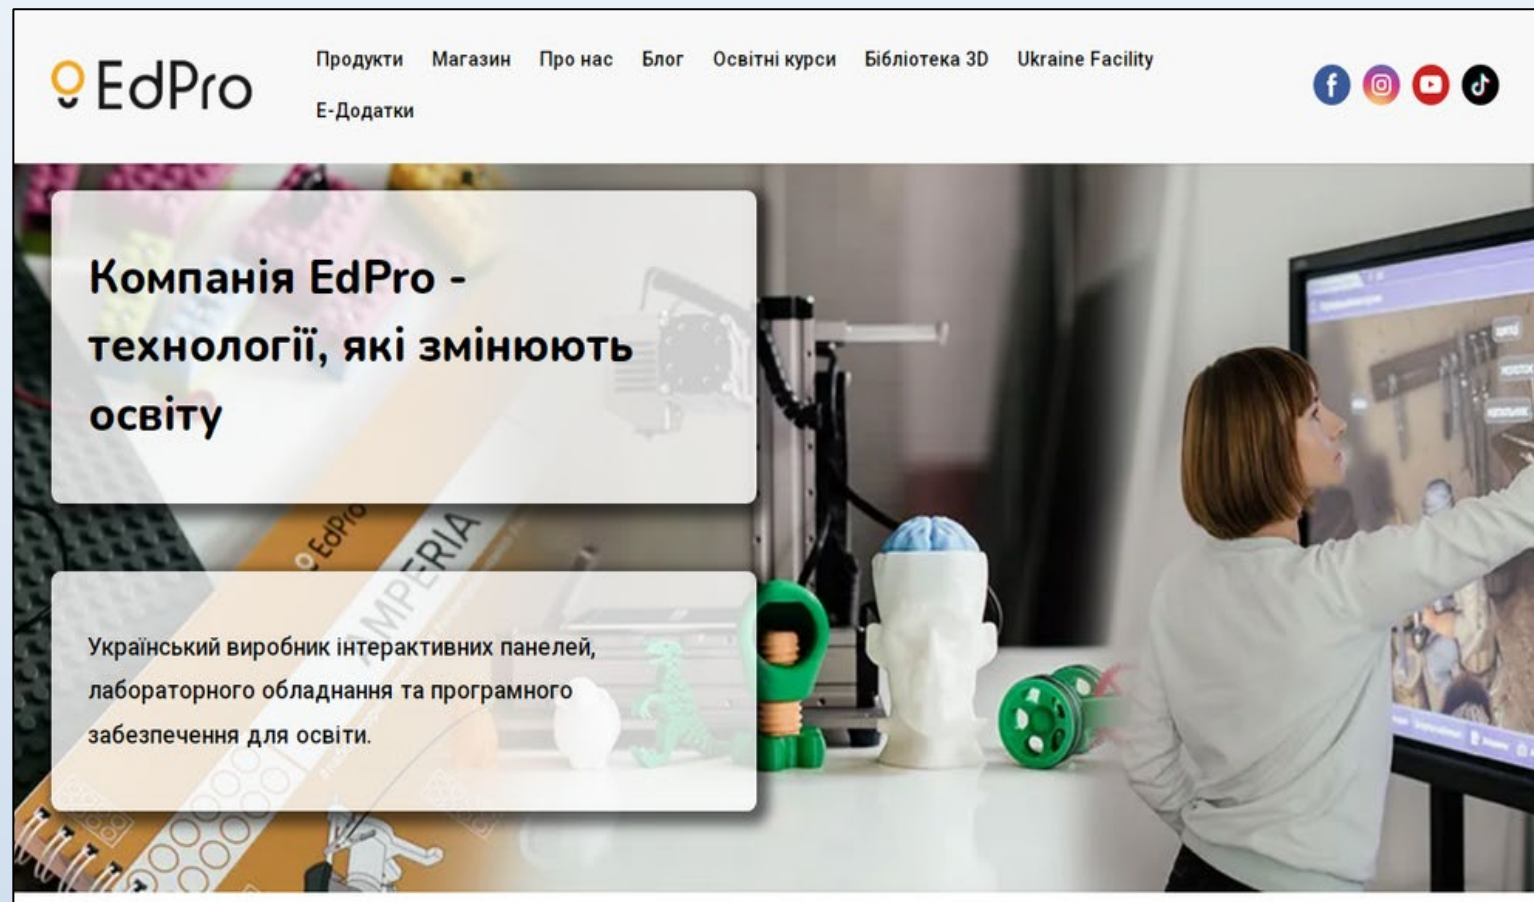 EdPro
Продукти Магазин Про нас Блог Освітні курси Бібліотека 3D Ukraine Facility
Е-Додатки
Компанія EdPro -
технології, які змінюють
освіту
EdPro
AMPERIA
Український виробник інтерактивних панелей,
лабораторного обладнання та програмного
забезпечення для освіти.